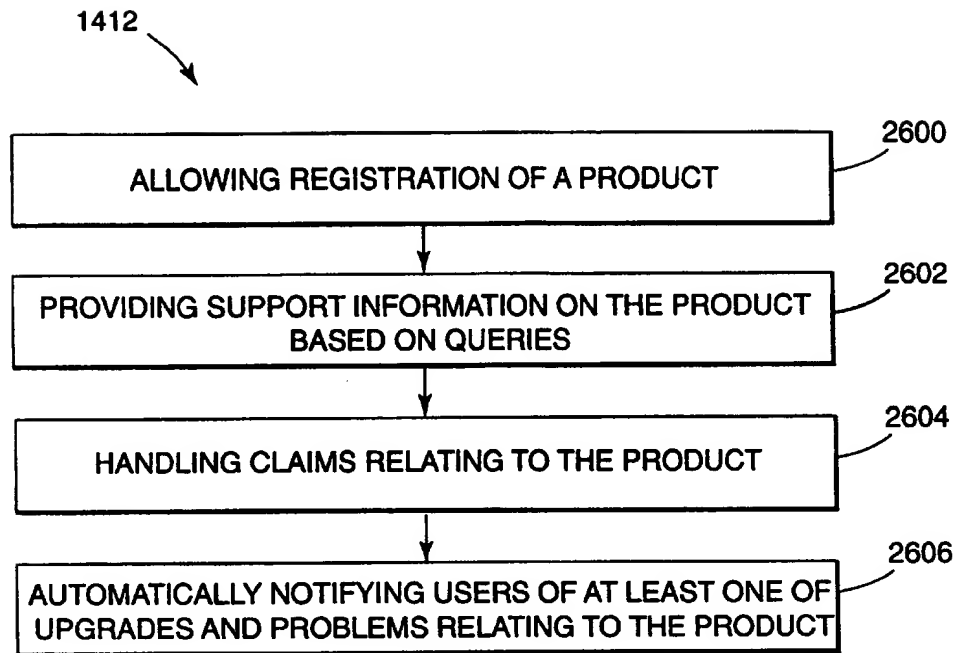 1412
2600
ALLOWING REGISTRATION OF A PRODUCT
2602
PROVIDING SUPPORT INFORMATION ON THE PRODUCT
BASED ON QUERIES
2604
HANDLING CLAIMS RELATING TO THE PRODUCT
2606
AUTOMATICALLY NOTIFYING USERS OF AT LEAST ONE OF
UPGRADES AND PROBLEMS RELATING TO THE PRODUCT